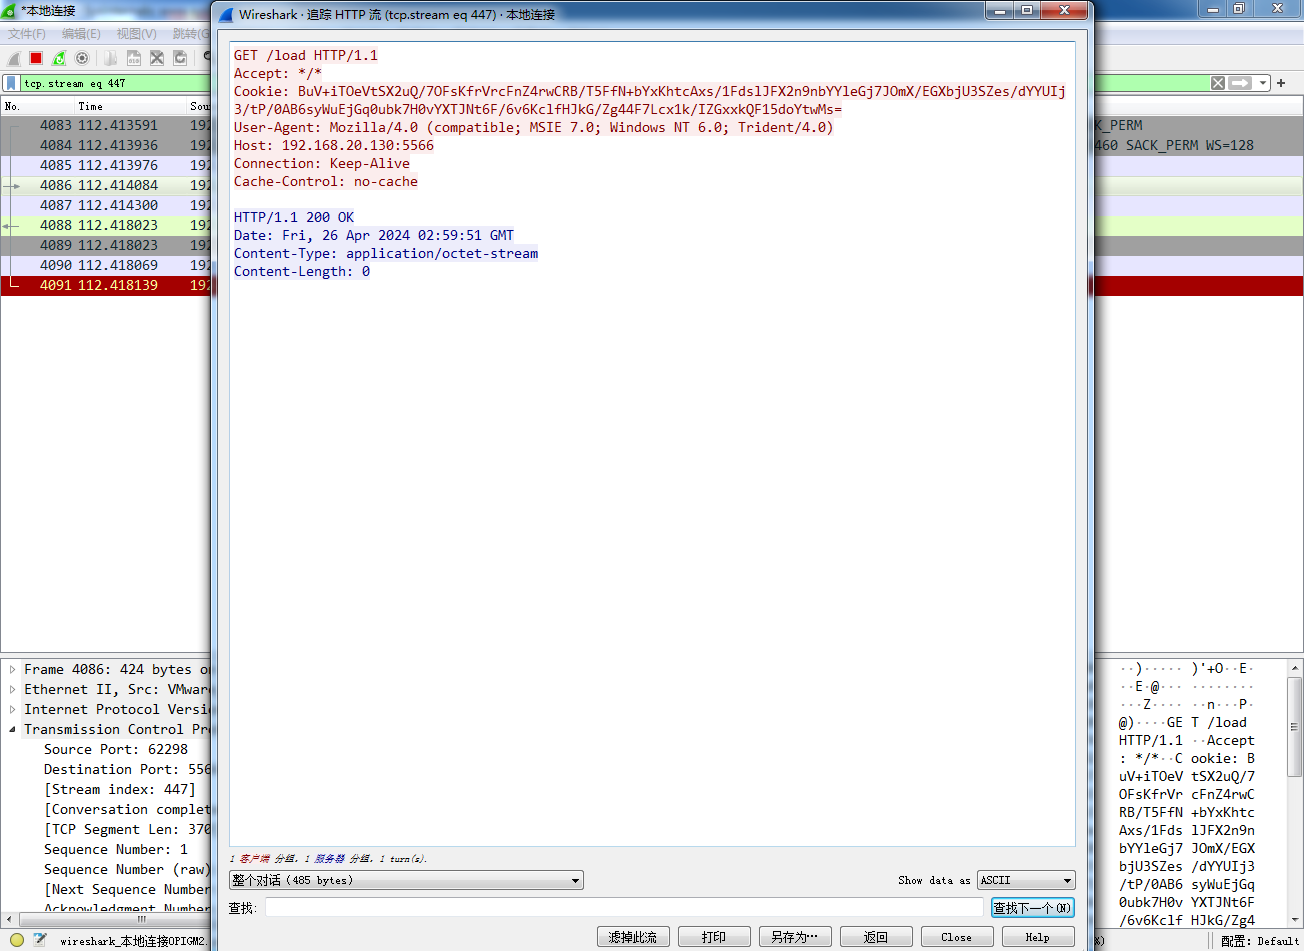 *本地连接
文件(F) 编辑(E) 视图(V) 跳转(G
tcp.stream eq 447
No. Time Sou
4083 112.413591 192
4084 112.413936 192
4085 112.413976 192
4086 112.414084 192
4087 112.414300 192
4088 112.418023 192
4089 112.418023 192
4090 112.418069 192
4091 112.418139 192
K_PERM
460 SACK_PERM WS=128
Wireshark · 追踪 HTTP 流 (tcp.stream eq 447) · 本地连接
GET /load HTTP/1.1
Accept: */*
Cookie: BuV+iTOeVtSX2uQ/7OFsKfrVrcFnZ4rwCRB/T5FfN+bYxKhtcAxs/1FdslJFX2n9nbYYleGj7JOmX/EGXbjU3SZes/dYYUIj
3/tP/0AB6syWuEjGq0ubk7H0vYXTJNt6F/6v6KclfHJkG/Zg44F7Lcx1k/IZGxxkQF15doYtwMs=
User-Agent: Mozilla/4.0 (compatible; MSIE 7.0; Windows NT 6.0; Trident/4.0)
Host: 192.168.20.130:5566
Connection: Keep-Alive
Cache-Control: no-cache
HTTP/1.1 200 OK
Date: Fri, 26 Apr 2024 02:59:51 GMT
Content-Type: application/octet-stream
Content-Length: 0
1 客户端 分组, 1 服务器 分组, 1 turn(s).
整个对话 (485 bytes)
Show data as ASCII
查找:
查找下一个(N)
滤掉此流 打印 另存为… 返回 Close Help
Frame 4086: 424 bytes o
Ethernet II, Src: VMwar
Internet Protocol Versi
Transmission Control Pr
Source Port: 62298
Destination Port: 556
[Stream index: 447]
[Conversation complet
[TCP Segment Len: 370
Sequence Number: 1
Sequence Number (raw)
[Next Sequence Number
Acknowledgment Number
··)····· )'+O··E·
··E·@··· ········
···Z···· ··n···P·
@)····GE T /load
HTTP/1.1 ··Accept
: */*··C ookie: B
uV+iTOeV tSX2uQ/7
OFsKfrVr cFnZ4rwC
RB/T5FfN +bYxKhtc
Axs/1Fds lJFX2n9n
bYYleGj7 JOmX/EGX
bjU3SZes /dYYUIj3
/tP/0AB6 syWuEjGq
0ubk7H0v YXTJNt6F
/6v6Kclf HJkG/Zg4
wireshark_本地连接OPIGM2.
%)
配置: Default